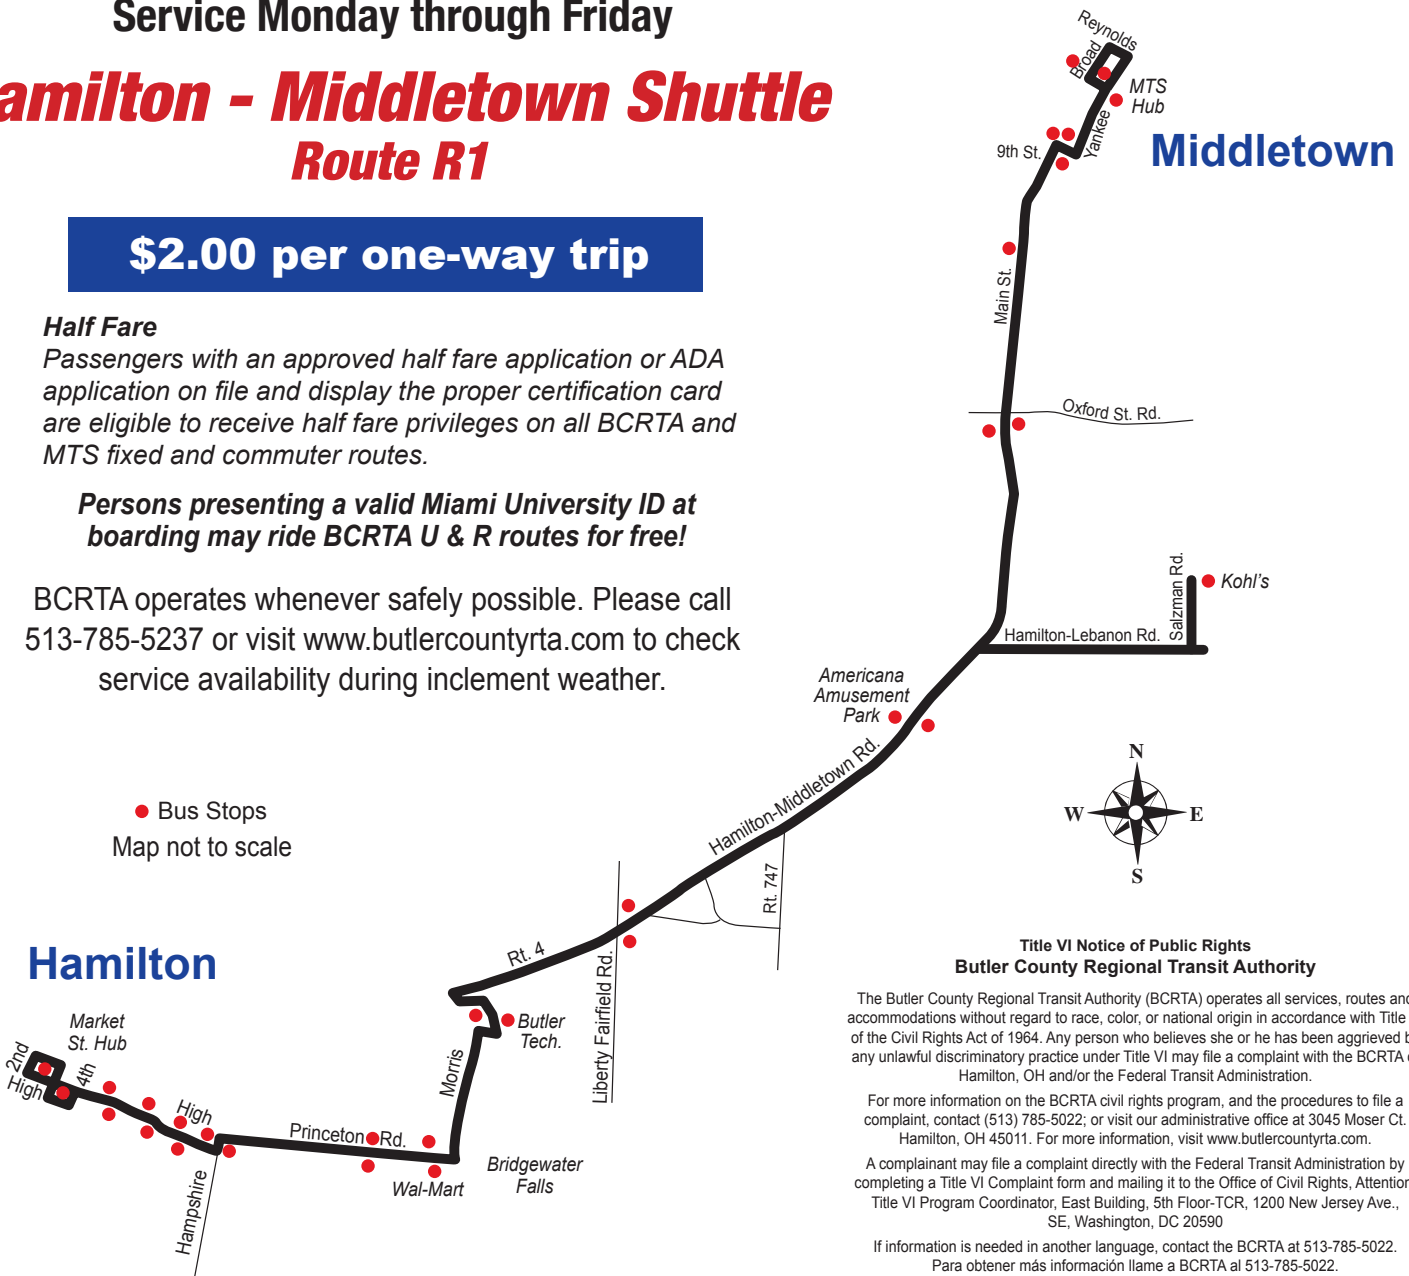 Service Monday through Friday
amilton - Middletown Shuttle
Route R1
$2.00 per one-way trip
Half Fare
Passengers with an approved half fare application or ADA
application on file and display the proper certification card
are eligible to receive half fare privileges on all BCRTA and
MTS fixed and commuter routes.
Persons presenting a valid Miami University ID at
boarding may ride BCRTA U & R routes for free!
BCRTA operates whenever safely possible. Please call
513-785-5237 or visit www.butlercountyrta.com to check
service availability during inclement weather.
Bus Stops
Map not to scale
Reynolds
Broad
MTS
Hub
Yankee
9th St.
Middletown
Main St.
Oxford St. Rd.
Salzman Rd.
Kohl's
Hamilton-Lebanon Rd.
Americana
Amusement
Park
Hamilton-Middletown Rd.
N
W
E
S
Rt. 747
Liberty Fairfield Rd.
Rt. 4
Hamilton
Market
St. Hub
2nd
High
4th
High
Butler
Tech.
Morris
Princeton Rd.
Bridgewater
Falls
Wal-Mart
Hampshire
Title VI Notice of Public Rights
Butler County Regional Transit Authority
The Butler County Regional Transit Authority (BCRTA) operates all services, routes and
accommodations without regard to race, color, or national origin in accordance with Title
of the Civil Rights Act of 1964. Any person who believes she or he has been aggrieved b
any unlawful discriminatory practice under Title VI may file a complaint with the BCRTA
Hamilton, OH and/or the Federal Transit Administration.
For more information on the BCRTA civil rights program, and the procedures to file a
complaint, contact (513) 785-5022; or visit our administrative office at 3045 Moser Ct.
Hamilton, OH 45011. For more information, visit www.butlercountyrta.com.
A complainant may file a complaint directly with the Federal Transit Administration by
completing a Title VI Complaint form and mailing it to the Office of Civil Rights, Attention
Title VI Program Coordinator, East Building, 5th Floor-TCR, 1200 New Jersey Ave.,
SE, Washington, DC 20590
If information is needed in another language, contact the BCRTA at 513-785-5022.
Para obtener más información llame a BCRTA al 513-785-5022.